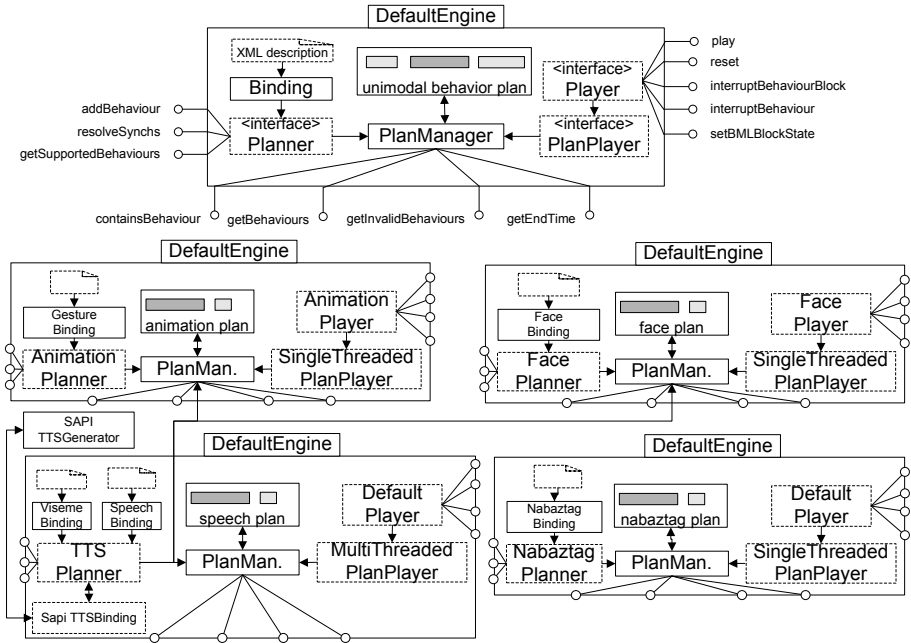 DefaultEngine
XML description
Binding
<interface>
Planner
unimodal behavior plan
PlanManager
<interface>
Player
<interface>
PlanPlayer
addBehaviour
resolveSynchs
getSupportedBehaviours
play
reset
interruptBehaviourBlock
interruptBehaviour
setBMLBlockState
containsBehaviour
getBehaviours
getInvalidBehaviours
getEndTime
DefaultEngine
Gesture
Binding
Animation
Planner
animation plan
PlanMan.
Animation
Player
SingleThreaded
PlanPlayer
DefaultEngine
Face
Binding
Face
Planner
face plan
PlanMan.
Face
Player
SingleThreaded
PlanPlayer
SAPI
TTSGenerator
DefaultEngine
Viseme
Binding
Speech
Binding
TTS
Planner
Sapi TTSBinding
speech plan
PlanMan.
Default
Player
MultiThreaded
PlanPlayer
DefaultEngine
Nabaztag
Binding
Nabaztag
Planner
nabaztag plan
PlanMan.
Default
Player
SingleThreaded
PlanPlayer